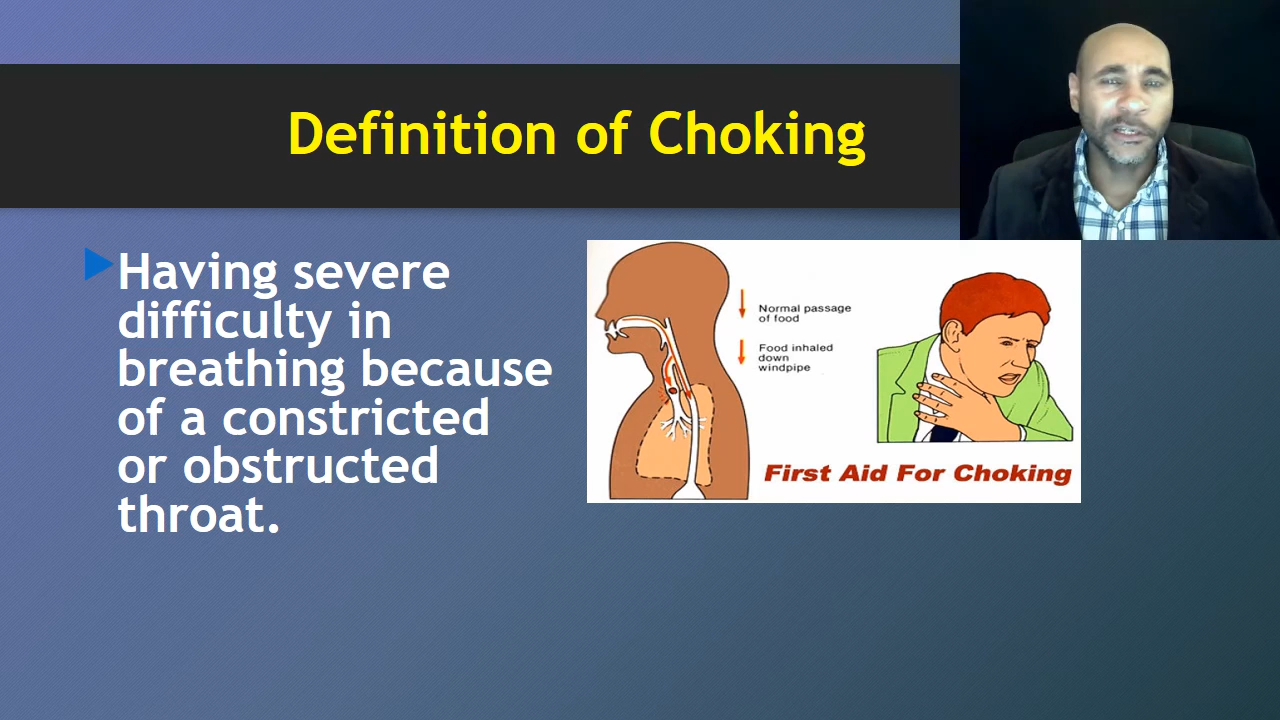 Definition of Choking
Having severe
difficulty in
breathing because
of a constricted
or obstructed
throat.
Normal passage
of food
Food inhaled
down
windpipe
First Aid For Choking